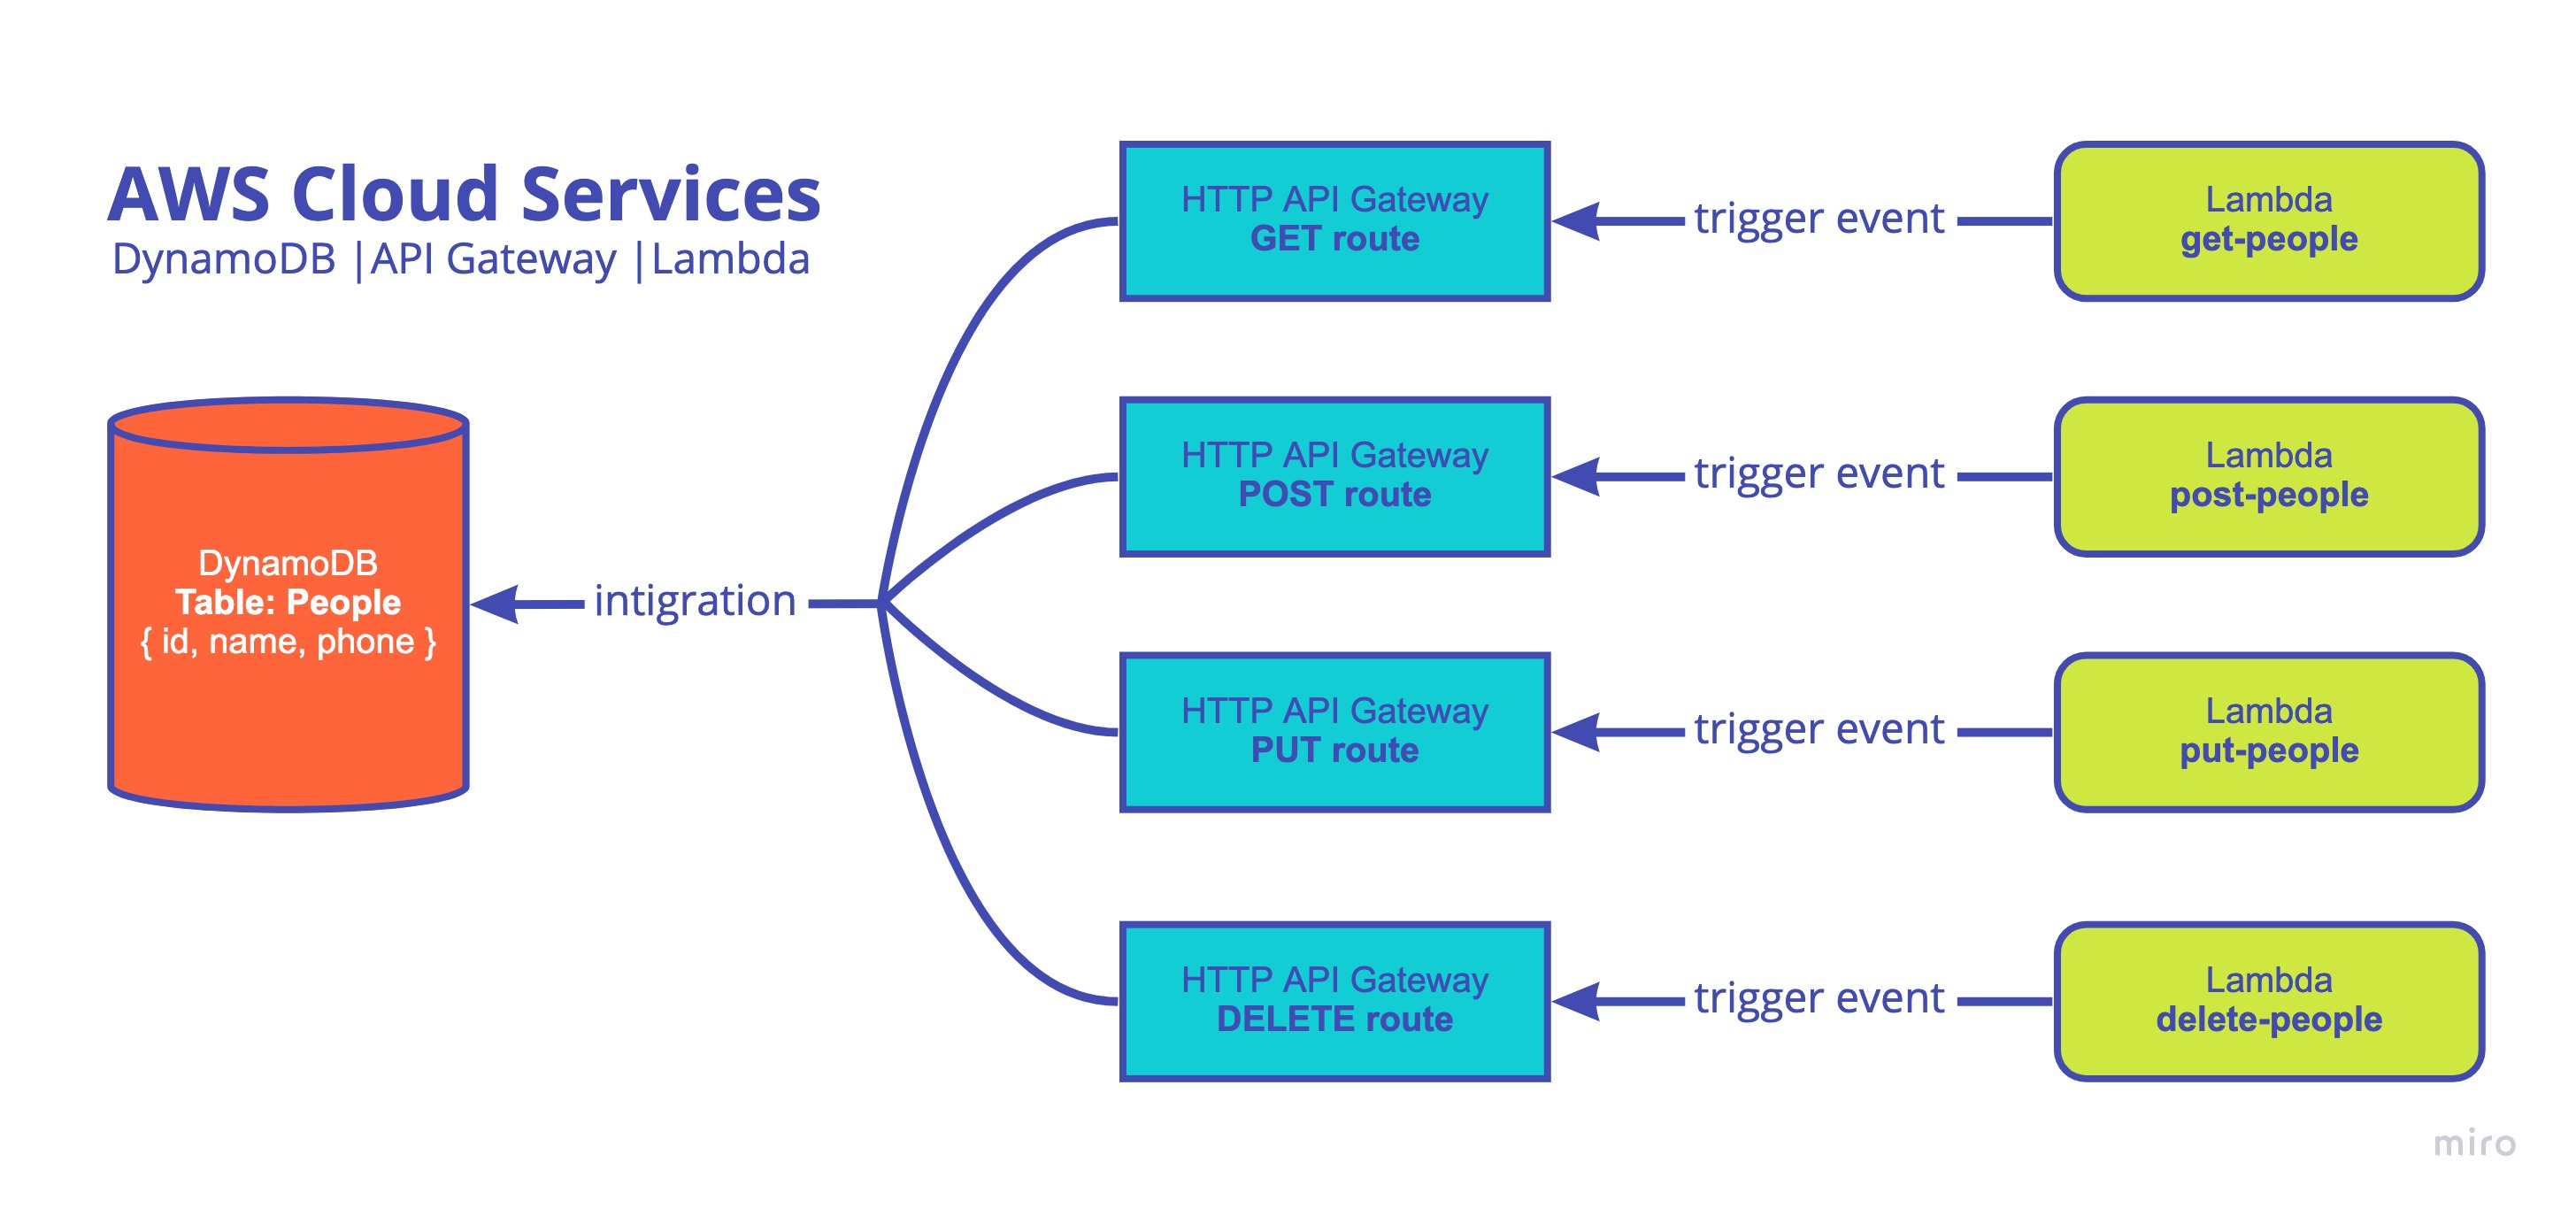 AWS Cloud Services
DynamoDB |API Gateway |Lambda
HTTP API Gateway
GET route
trigger event
Lambda
get-people
HTTP API Gateway
POST route
trigger event
Lambda
post-people
DynamoDB
Table: People
{ id, name, phone }
intigration
HTTP API Gateway
PUT route
trigger event
Lambda
put-people
HTTP API Gateway
DELETE route
trigger event
Lambda
delete-people
miro